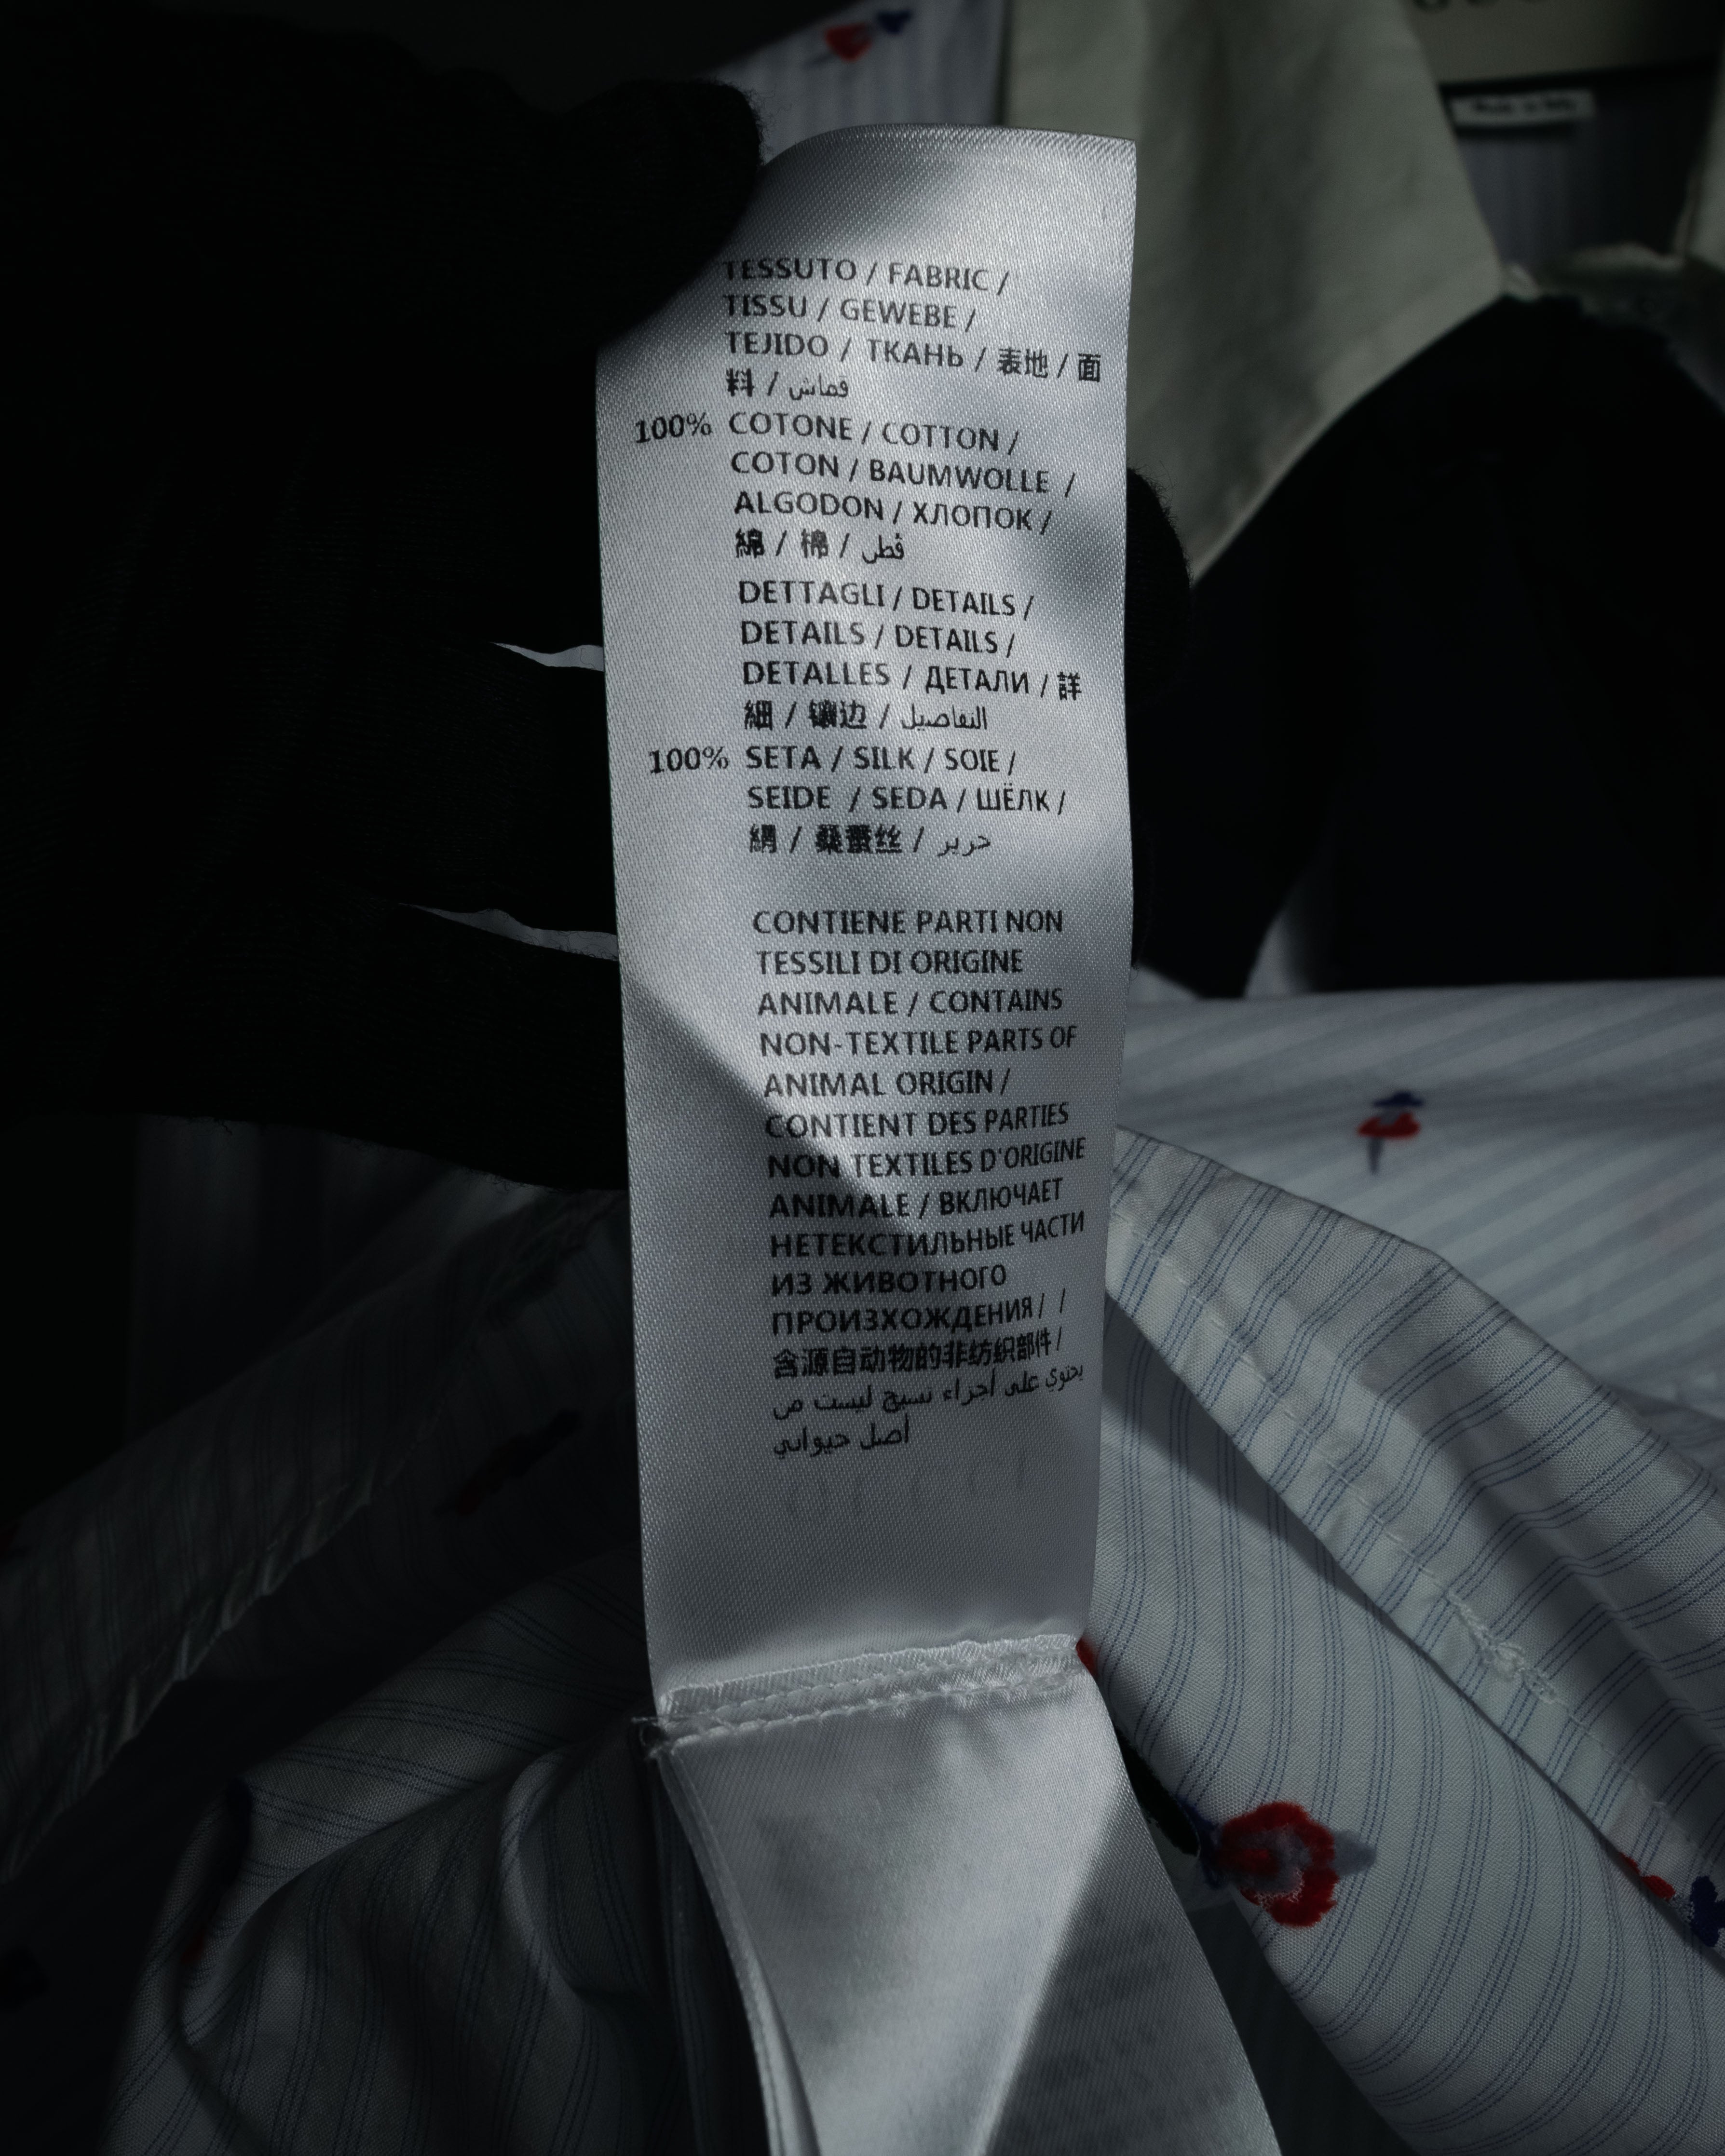 TESSUTO / FABRIC /
TISSU / GEWEBE /
TEJIDO / ТКАНЬ / 表地 / 面
料 / قماش
100% COTONE / COTTON /
COTON / BAUMWOLLE /
ALGODON / ХЛОПОК /
綿 / 棉 / قطن
DETTAGLI / DETAILS /
DETAILS / DETAILS /
DETALLES / ДЕТАЛИ / 詳
細 / 镶边 / التفاصيل
100% SETA / SILK / SOIE /
SEIDE / SEDA / ШЁЛК /
絹 / 桑蚕丝 / حرير
CONTIENE PARTI NON
TESSILI DI ORIGINE
ANIMALE / CONTAINS
NON-TEXTILE PARTS OF
ANIMAL ORIGIN /
CONTIENT DES PARTIES
NON TEXTILES D'ORIGINE
ANIMALE / ВКЛЮЧАЕТ
НЕТЕКСТИЛЬНЫЕ ЧАСТИ
ИЗ ЖИВОТНОГО
ПРОИЗХОЖДЕНИЯ / /
含源自动物的非纺织部件 /
يحتوي على أجزاء نسيج ليست من
أصل حيواني
Made in Italy